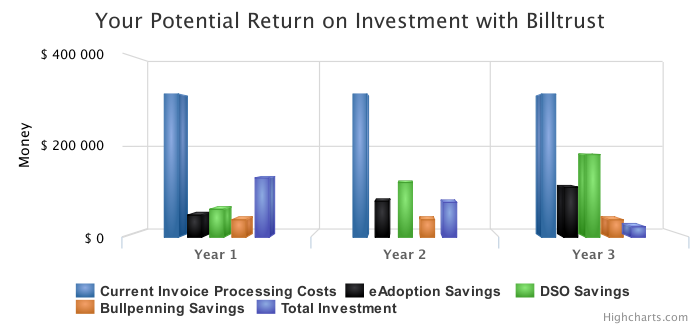 Your Potential Return on Investment with Billtrust
$ 400 000
$ 200 000
$ 0
Money
Year 1 Year 2 Year 3
Current Invoice Processing Costs eAdoption Savings DSO Savings
Bullpenning Savings Total Investment
Highcharts.com